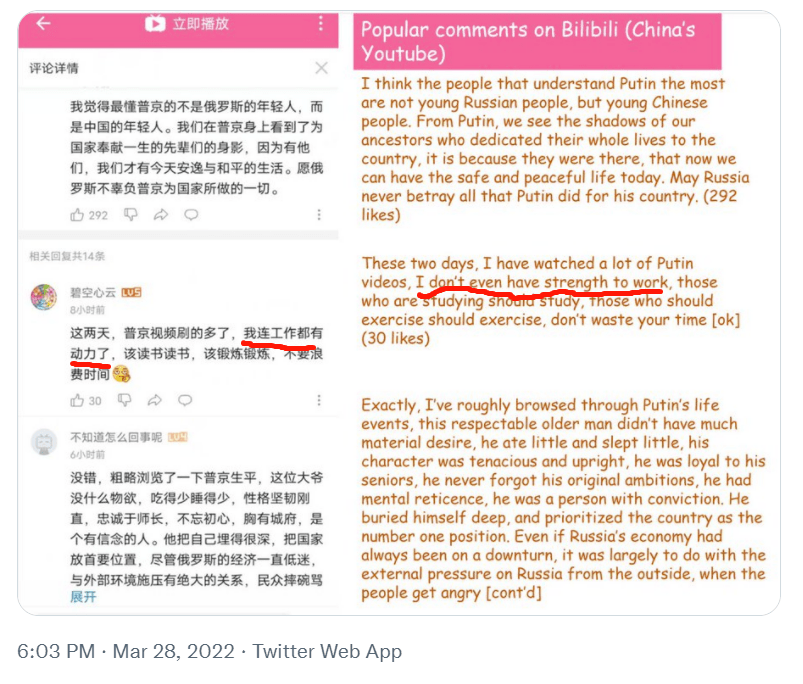 立即播放
评论详情
我觉得最懂普京的不是俄罗斯的年轻人，而
是中国的年轻人。我们在普京身上看到了为
国家奉献一生的先辈们的身影，因为有他
们，我们才有今天安逸与和平的生活。愿俄
罗斯不辜负普京为国家所做的一切。
292
相关回复共14条
碧空心云 LV5
8小时前
这两天，普京视频刷的多了，我连工作都有
动力了，该读书读书，该锻炼锻炼，不要浪
费时间
30
不知道怎么回事呢 LV4
6小时前
没错，粗略浏览了一下普京生平，这位大爷
没什么物欲，吃得少睡得少，性格坚韧刚
直，忠诚于师长，不忘初心，胸有城府，是
个有信念的人。他把自己埋得很深，把国家
放首要位置，尽管俄罗斯的经济一直低迷，
与外部环境施压有绝大的关系，民众摔碗骂
展开
Popular comments on Bilibili (China's
Youtube)
I think the people that understand Putin the most
are not young Russian people, but young Chinese
people. From Putin, we see the shadows of our
ancestors who dedicated their whole lives to the
country, it is because they were there, that now we
can have the safe and peaceful life today. May Russia
never betray all that Putin did for his country. (292
likes)
These two days, I have watched a lot of Putin
videos, I don't even have strength to work, those
who are studying should study, those who should
exercise should exercise, don't waste your time [ok]
(30 likes)
Exactly, I've roughly browsed through Putin's life
events, this respectable older man didn't have much
material desire, he ate little and slept little, his
character was tenacious and upright, he was loyal to his
seniors, he never forgot his original ambitions, he had
mental reticence, he was a person with conviction. He
buried himself deep, and prioritized the country as the
number one position. Even if Russia's economy had
always been on a downturn, it was largely to do with the
external pressure on Russia from the outside, when the
people get angry [cont'd]
6:03 PM · Mar 28, 2022 · Twitter Web App